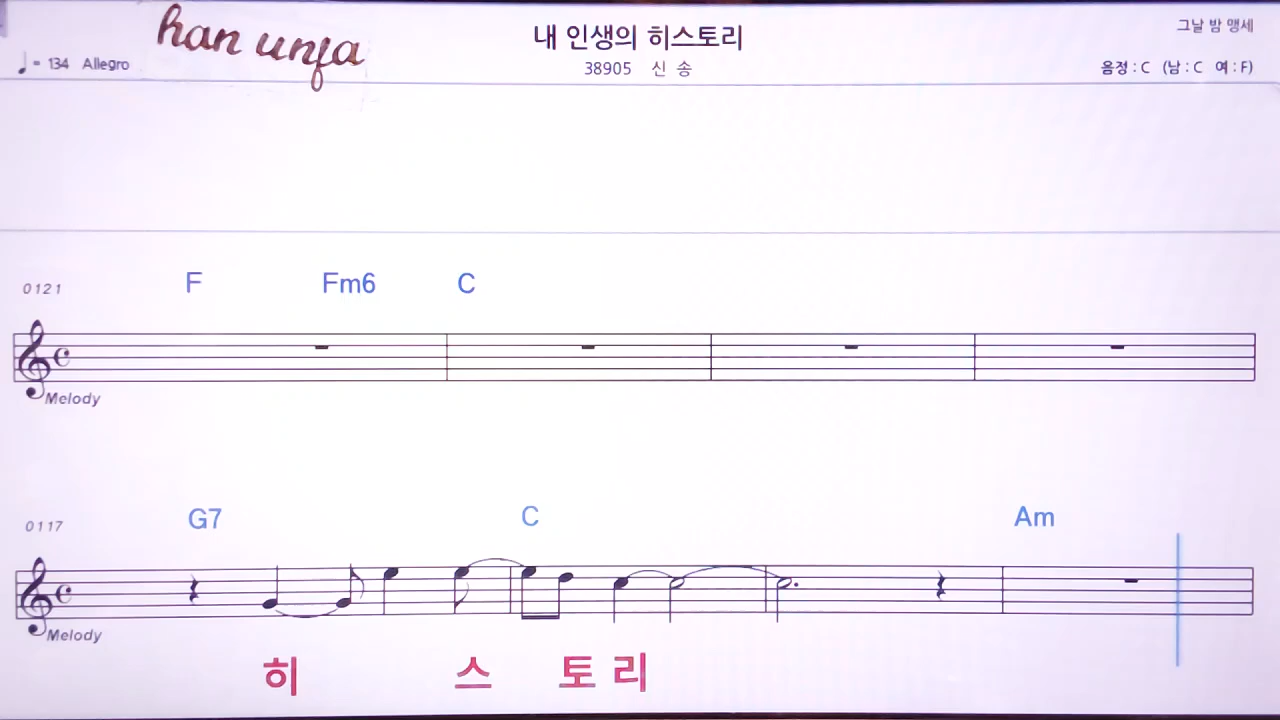 han unfa
내 인생의 히스토리
그날 밤 맹세
♩= 134 Allegro
38905 신 송
음정 : C (남 : C 여 : F)
0121 F Fm6 C
Melody
0117 G7 C Am
Melody
히 스 토 리